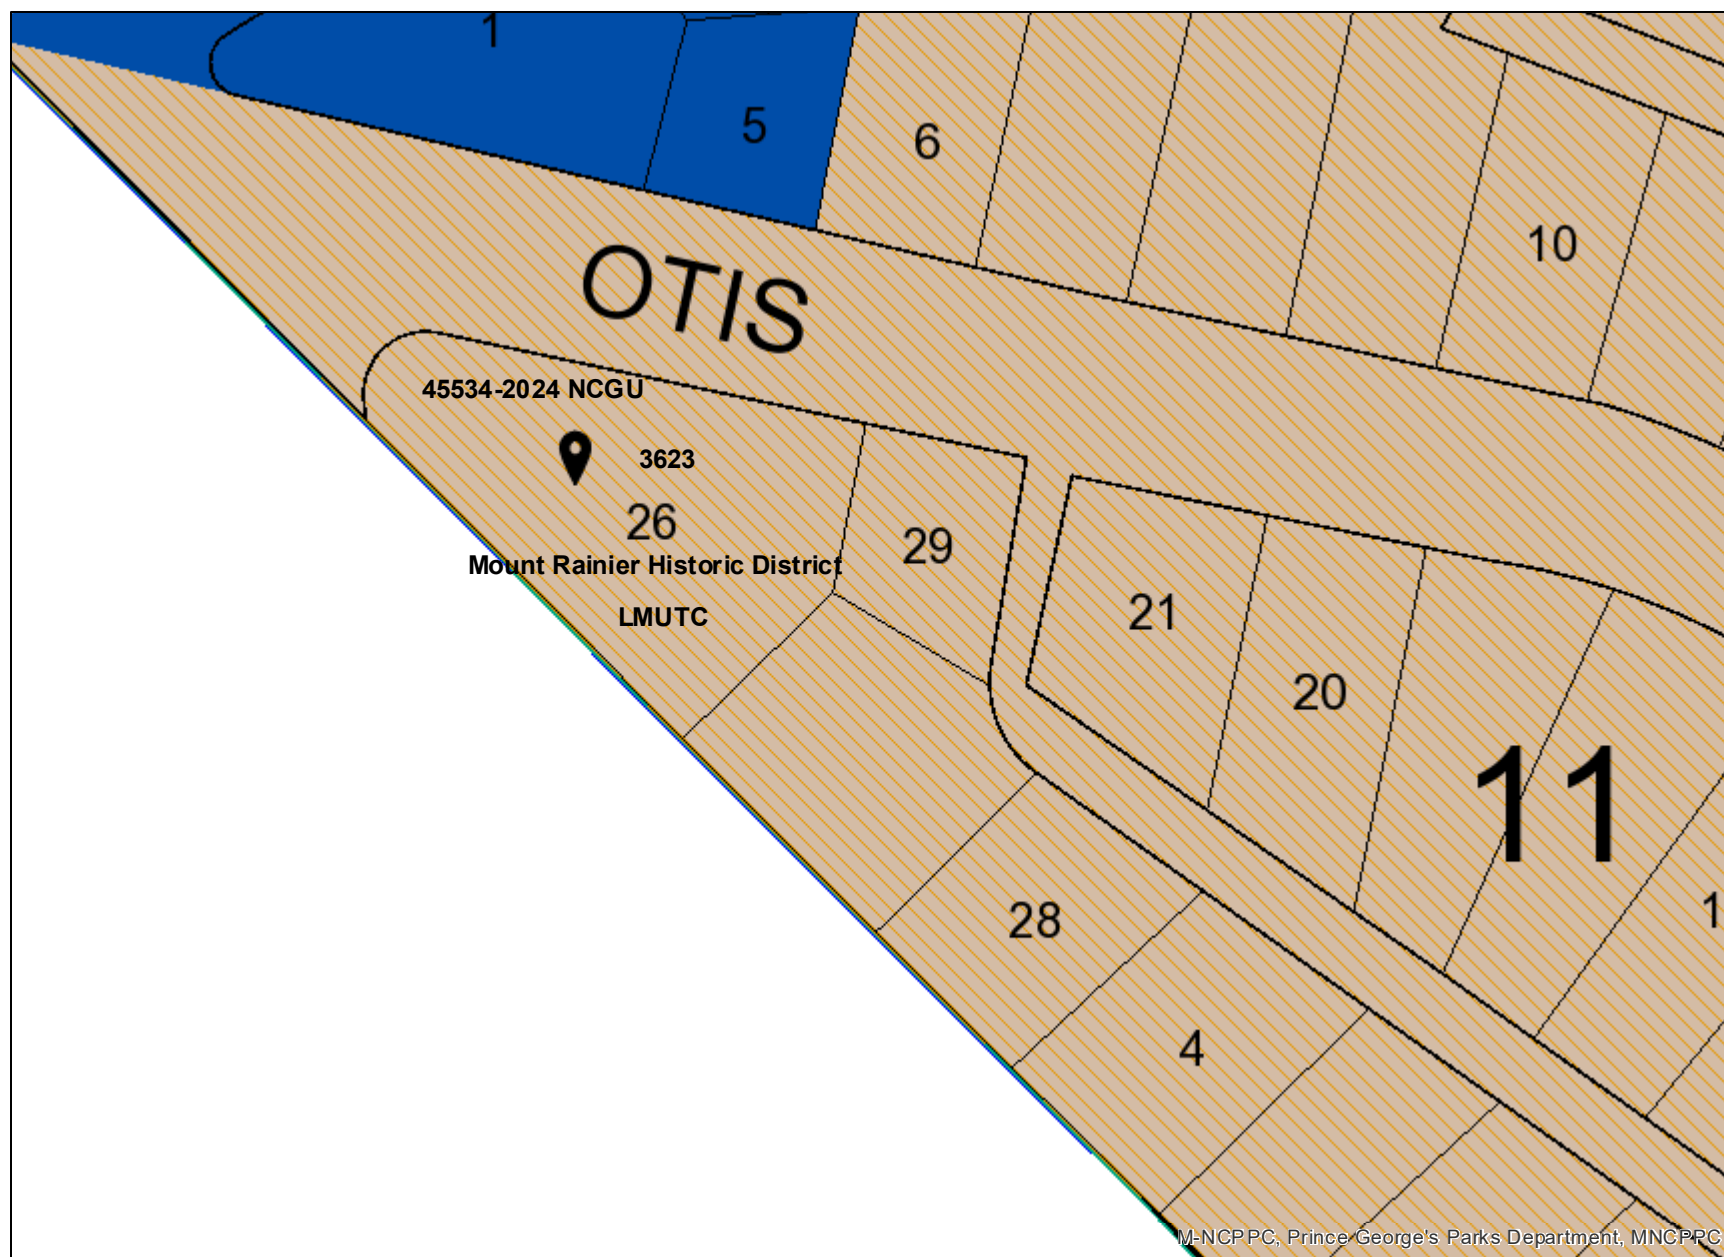 1
5
6
10
OTIS
45534-2024 NCGU
3623
26
29
Mount Rainier Historic District
LMUTC
21
20
11
28
1
4
M-NCPPC, Prince George's Parks Department, MNCPPC